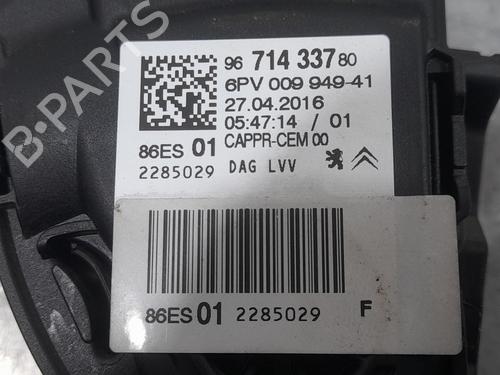 96 714 337 80
6PV 009 949-41
27.04.2016
05:47:14 / 01
86ES 01 CAPPR-CEM 00
2285029 DAG LVV
86ES 01 2285029 F
B-PARTS